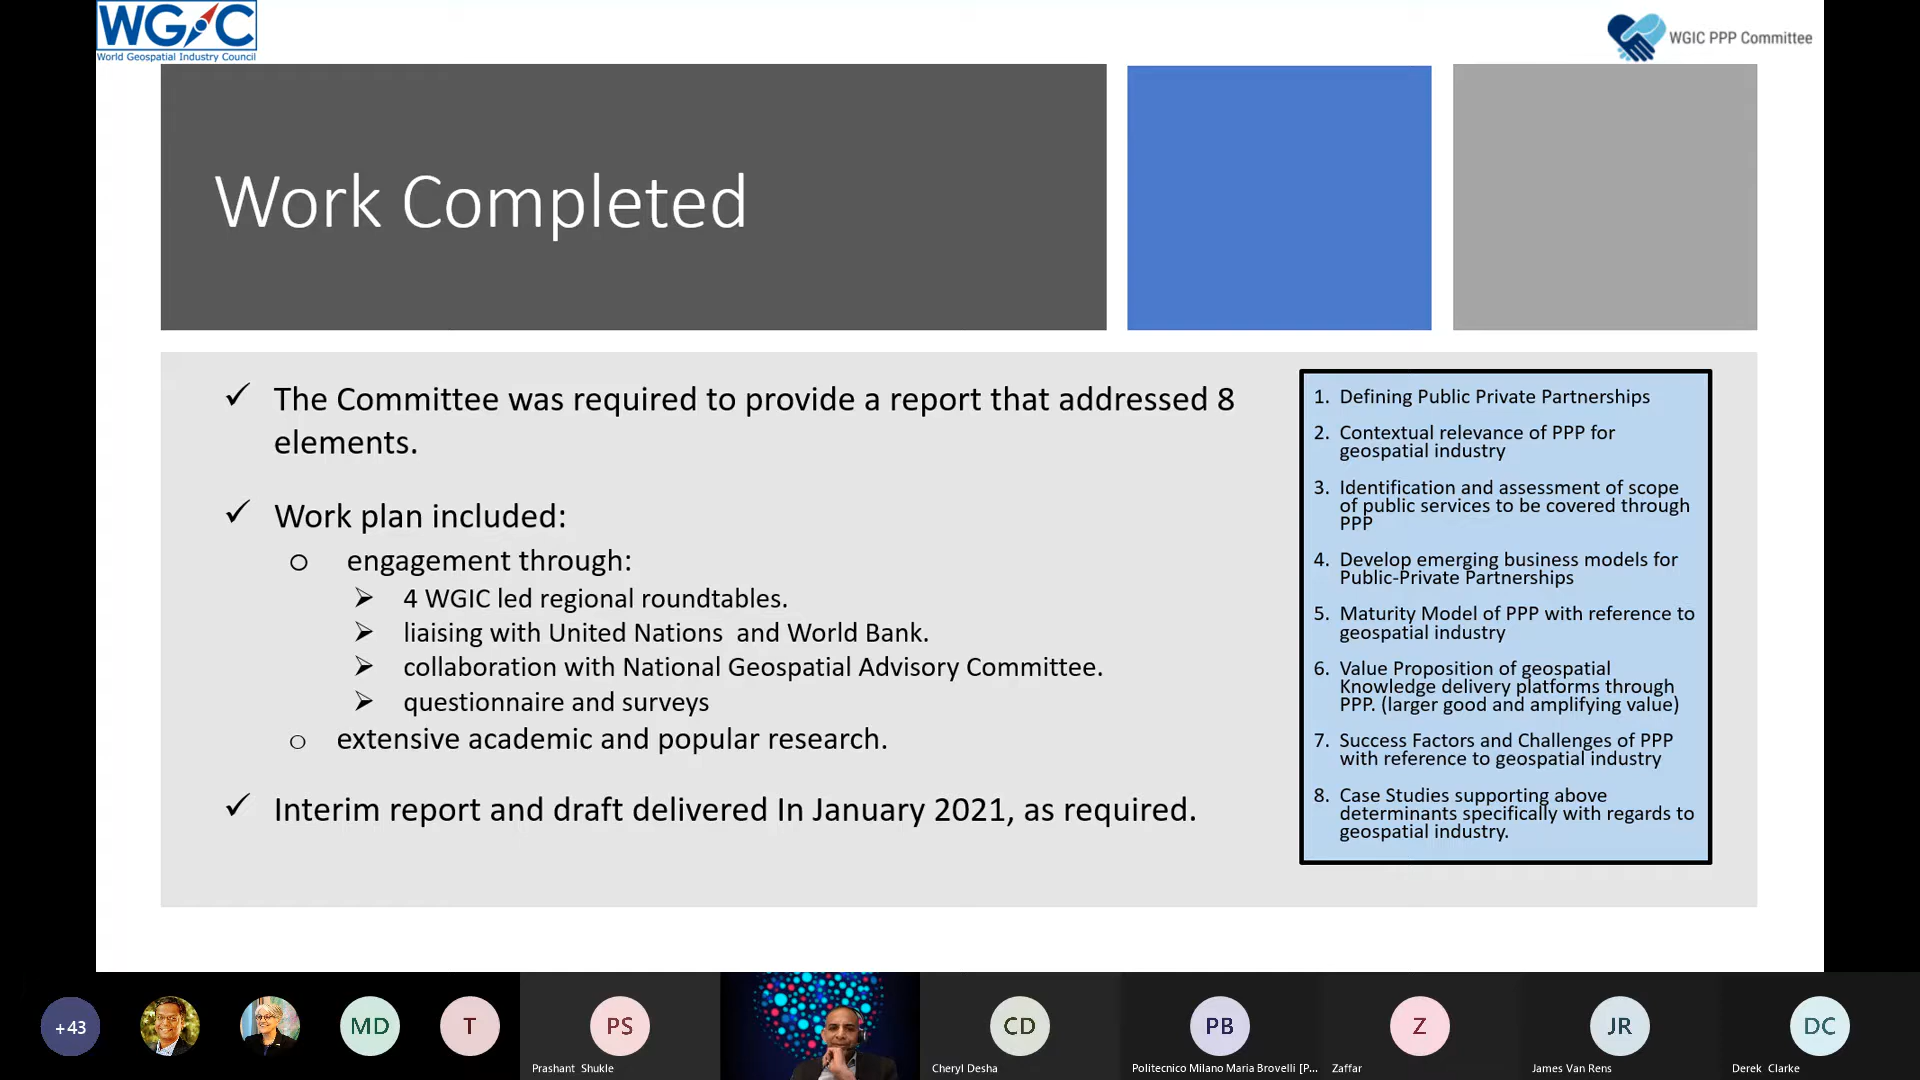 WGIC
World Geospatial Industry Council
WGIC PPP Committee
Work Completed
✓ The Committee was required to provide a report that addressed 8
elements.
✓ Work plan included:
o engagement through:
➢ 4 WGIC led regional roundtables.
➢ liaising with United Nations and World Bank.
➢ collaboration with National Geospatial Advisory Committee.
➢ questionnaire and surveys
o extensive academic and popular research.
✓ Interim report and draft delivered In January 2021, as required.
1. Defining Public Private Partnerships
2. Contextual relevance of PPP for
geospatial industry
3. Identification and assessment of scope
of public services to be covered through
PPP
4. Develop emerging business models for
Public-Private Partnerships
5. Maturity Model of PPP with reference to
geospatial industry
6. Value Proposition of geospatial
Knowledge delivery platforms through
PPP. (larger good and amplifying value)
7. Success Factors and Challenges of PPP
with reference to geospatial industry
8. Case Studies supporting above
determinants specifically with regards to
geospatial industry.
+43
MD
T
PS
CD
PB
Z
JR
DC
Prashant Shukle
Cheryl Desha
Politecnico Milano Maria Brovelli [P...
Zaffar
James Van Rens
Derek Clarke